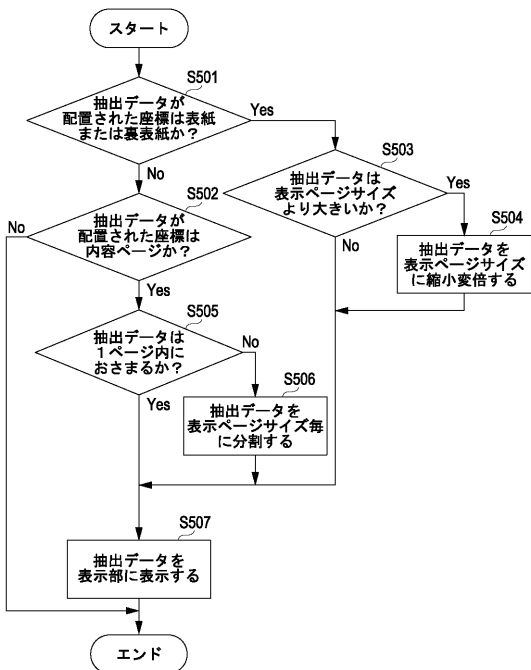 スタート
S501
抽出データが
配置された座標は表紙
または裏表紙か？
Yes
No
S503
抽出データは
表示ページサイズ
より大きいか？
Yes
No
S502
抽出データが
配置された座標は
内容ページか？
No
Yes
S504
抽出データを
表示ページサイズ
に縮小変倍する
S505
抽出データは
１ページ内に
おさまるか？
No
Yes
S506
抽出データを
表示ページサイズ毎
に分割する
S507
抽出データを
表示部に表示する
エンド